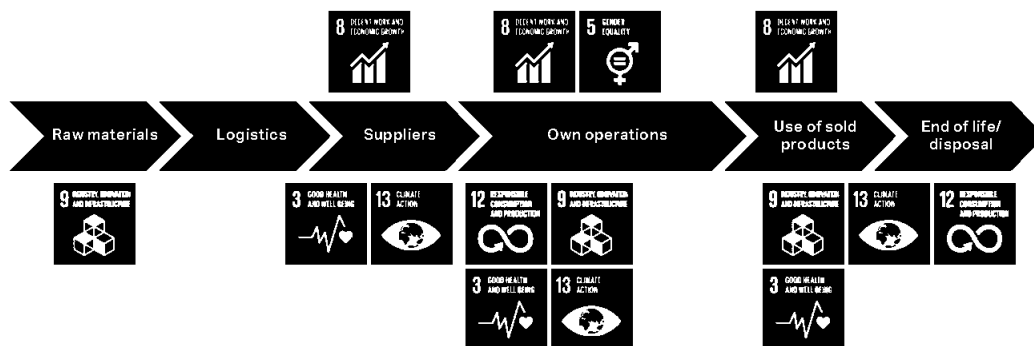 8 DECENT WORK AND
ECONOMIC GROWTH
8 DECENT WORK AND
ECONOMIC GROWTH
5 GENDER
EQUALITY
8 DECENT WORK AND
ECONOMIC GROWTH
Raw materials
Logistics
Suppliers
Own operations
Use of sold
products
End of life/
disposal
9 INDUSTRY, INNOVATION
AND INFRASTRUCTURE
3 GOOD HEALTH
AND WELL BEING
13 CLIMATE
ACTION
12 RESPONSIBLE
CONSUMPTION
AND PRODUCTION
9 INDUSTRY, INNOVATION
AND INFRASTRUCTURE
9 INDUSTRY, INNOVATION
AND INFRASTRUCTURE
13 CLIMATE
ACTION
12 RESPONSIBLE
CONSUMPTION
AND PRODUCTION
3 GOOD HEALTH
AND WELL BEING
13 CLIMATE
ACTION
3 GOOD HEALTH
AND WELL BEING